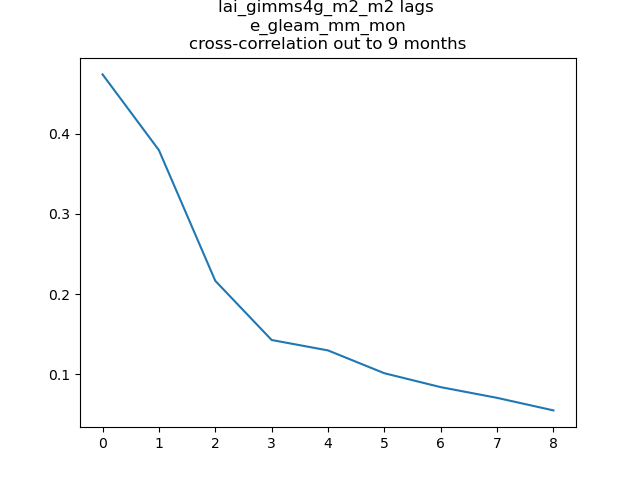 lai_gimms4g_m2_m2 lags
e_gleam_mm_mon
cross-correlation out to 9 months
0.4
0.3
0.2
0.1
0 1 2 3 4 5 6 7 8